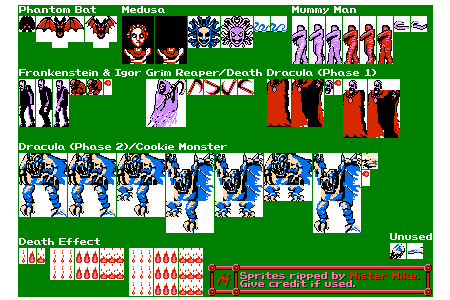 Phantom Bat
Medusa
Mummy Man
Frankenstein & Igor
Grim Reaper/Death
Dracula (Phase 1)
Dracula (Phase 2)/Cookie Monster
Unused
Death Effect
Sprites ripped by Mister Mike.
Give credit if used.